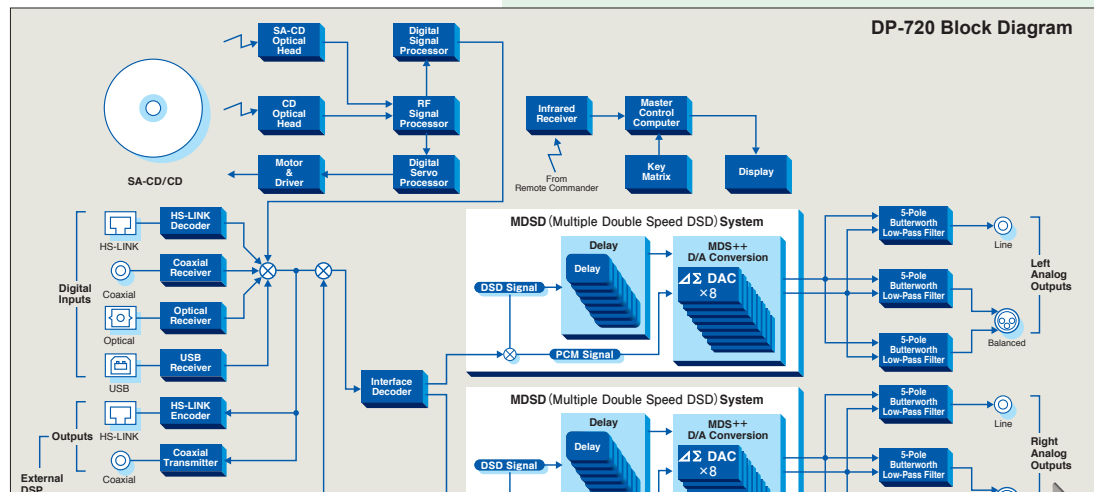 DP-720 Block Diagram
SA-CD
Optical
Head
Digital
Signal
Processor
CD
Optical
Head
RF
Signal
Processor
Infrared
Receiver
Master
Control
Computer
Motor
&
Driver
Digital
Servo
Processor
Key
Matrix
Display
SA-CD/CD
From
Remote Commander
HS-LINK
Decoder
HS-LINK
Coaxial
Receiver
Coaxial
Digital
Inputs
Optical
Receiver
Optical
USB
Receiver
USB
Interface
Decoder
HS-LINK
Encoder
Outputs
HS-LINK
Coaxial
Transmitter
Coaxial
External
DSP
MDSD (Multiple Double Speed DSD) System
Delay
Delay
MDS++
D/A Conversion
DSD Signal
ΔΣ DAC
×8
PCM Signal
5-Pole
Butterworth
Low-Pass Filter
Line
5-Pole
Butterworth
Low-Pass Filter
Left
Analog
Outputs
Balanced
5-Pole
Butterworth
Low-Pass Filter
MDSD (Multiple Double Speed DSD) System
Delay
Delay
MDS++
D/A Conversion
DSD Signal
ΔΣ DAC
×8
5-Pole
Butterworth
Low-Pass Filter
Line
5-Pole
Butterworth
Low-Pass Filter
Right
Analog
Outputs